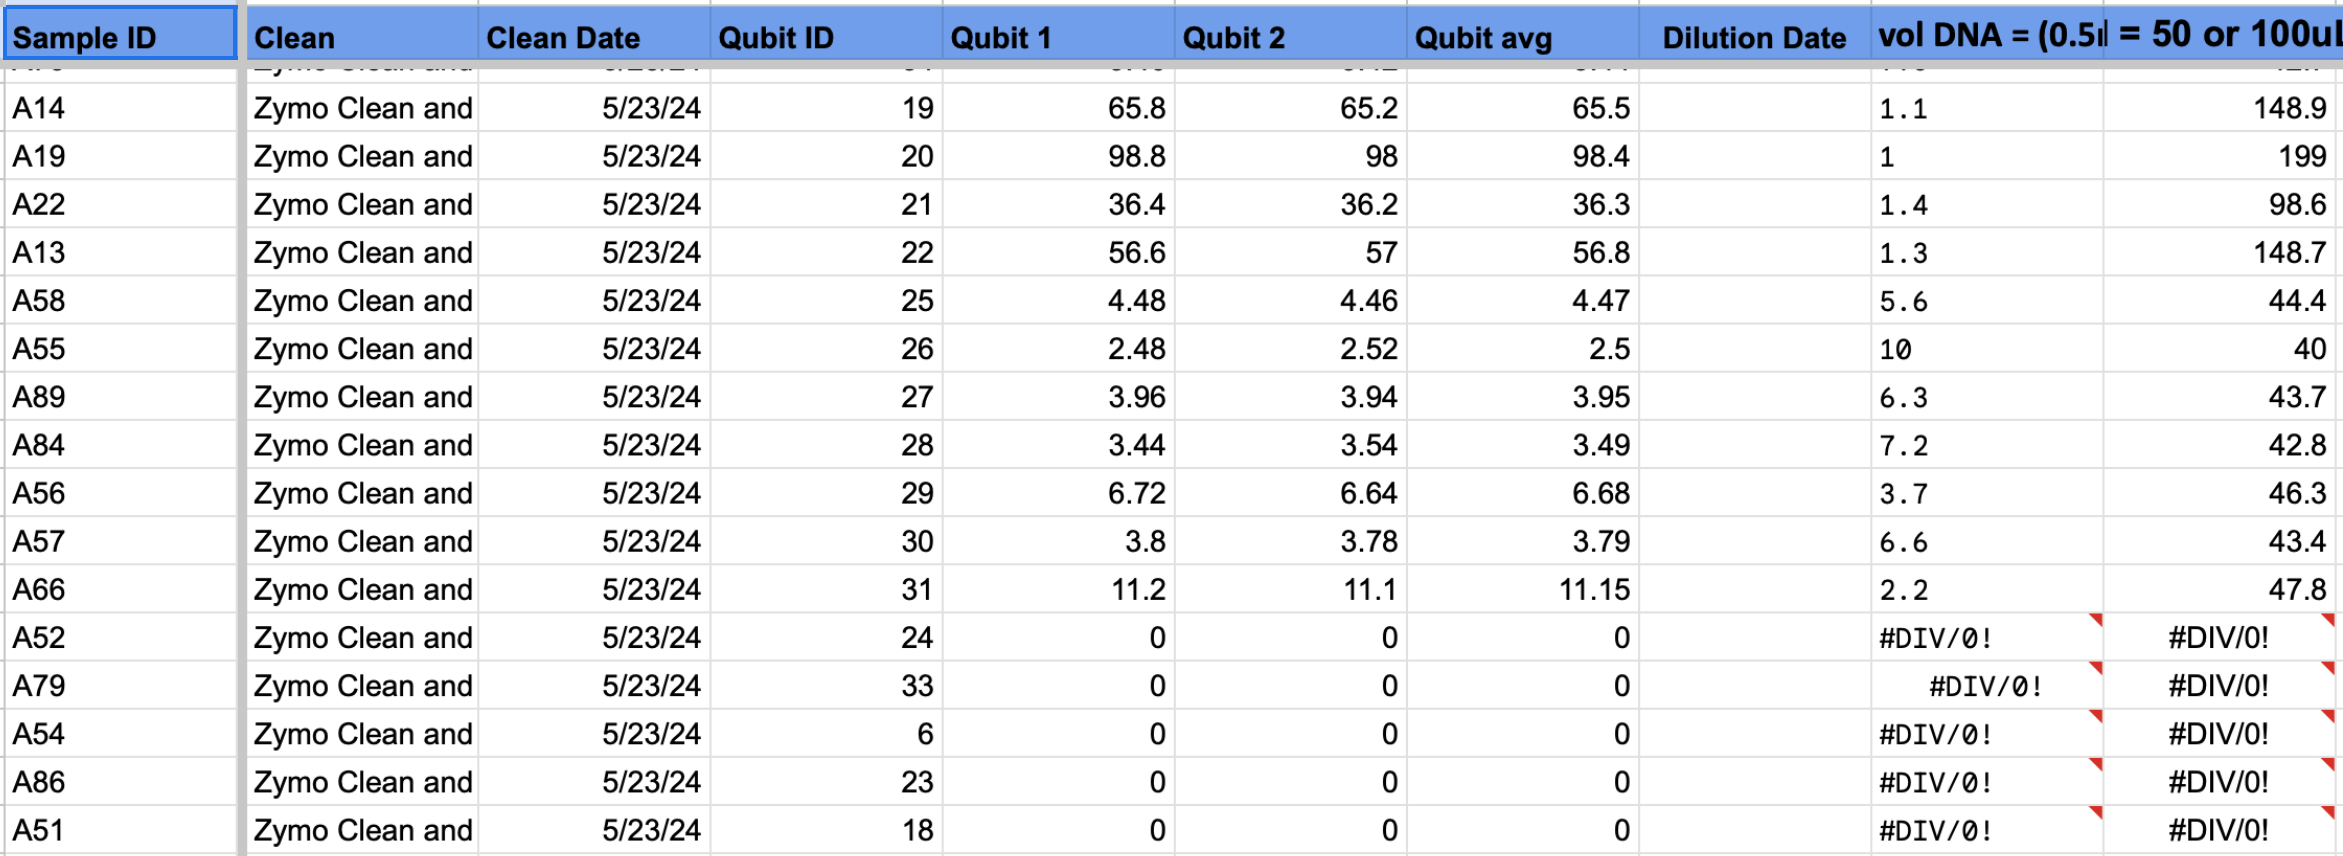 Sample ID Clean Clean Date Qubit ID Qubit 1 Qubit 2 Qubit avg Dilution Date vol DNA = (0.5 = 50 or 100uL
A14 Zymo Clean and 5/23/24 19 65.8 65.2 65.5 1.1 148.9
A19 Zymo Clean and 5/23/24 20 98.8 98 98.4 1 199
A22 Zymo Clean and 5/23/24 21 36.4 36.2 36.3 1.4 98.6
A13 Zymo Clean and 5/23/24 22 56.6 57 56.8 1.3 148.7
A58 Zymo Clean and 5/23/24 25 4.48 4.46 4.47 5.6 44.4
A55 Zymo Clean and 5/23/24 26 2.48 2.52 2.5 10 40
A89 Zymo Clean and 5/23/24 27 3.96 3.94 3.95 6.3 43.7
A84 Zymo Clean and 5/23/24 28 3.44 3.54 3.49 7.2 42.8
A56 Zymo Clean and 5/23/24 29 6.72 6.64 6.68 3.7 46.3
A57 Zymo Clean and 5/23/24 30 3.8 3.78 3.79 6.6 43.4
A66 Zymo Clean and 5/23/24 31 11.2 11.1 11.15 2.2 47.8
A52 Zymo Clean and 5/23/24 24 0 0 0 #DIV/0! #DIV/0!
A79 Zymo Clean and 5/23/24 33 0 0 0 #DIV/0! #DIV/0!
A54 Zymo Clean and 5/23/24 6 0 0 0 #DIV/0! #DIV/0!
A86 Zymo Clean and 5/23/24 23 0 0 0 #DIV/0! #DIV/0!
A51 Zymo Clean and 5/23/24 18 0 0 0 #DIV/0! #DIV/0!